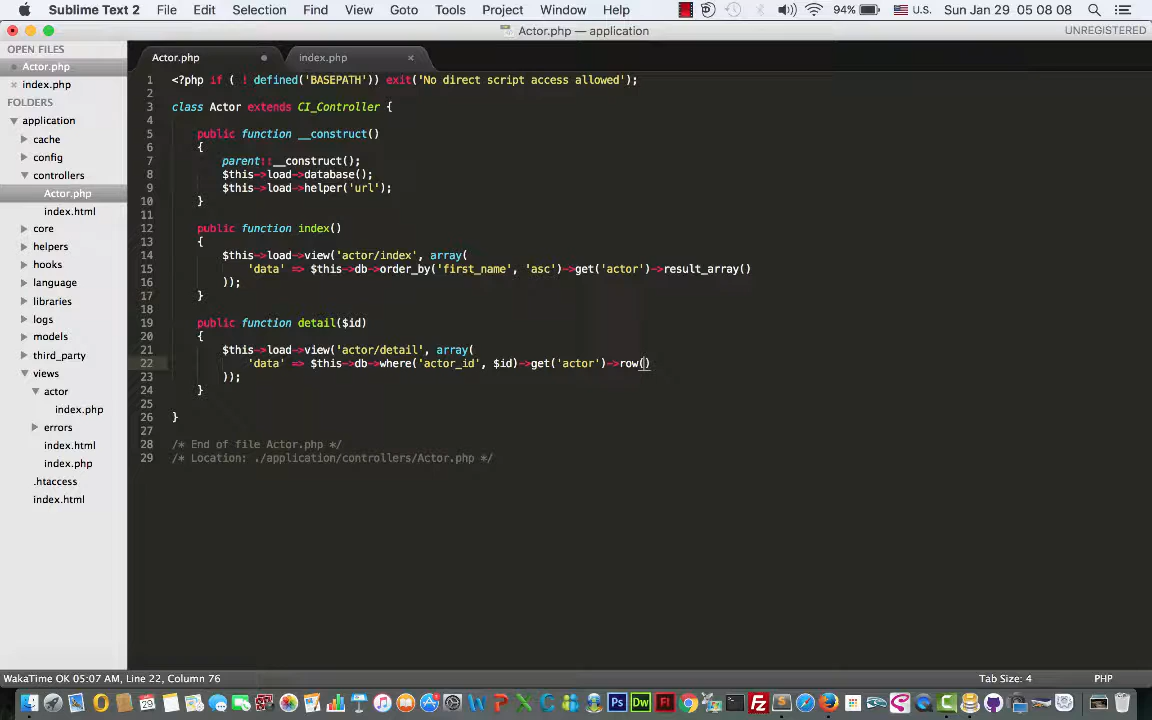 Sublime Text 2 File Edit Selection Find View Goto Tools Project Window Help 94% U.S. Sun Jan 29 05 08 08
Actor.php — application UNREGISTERED
OPEN FILES
Actor.php
index.php
FOLDERS
application
cache
config
controllers
Actor.php
index.html
core
helpers
hooks
language
libraries
logs
models
third_party
views
actor
index.php
errors
index.html
index.php
.htaccess
index.html
Actor.php index.php
1 <?php if ( ! defined('BASEPATH')) exit('No direct script access allowed');
2
3 class Actor extends CI_Controller {
4
5 public function __construct()
6 {
7 parent::__construct();
8 $this->load->database();
9 $this->load->helper('url');
10 }
11
12 public function index()
13 {
14 $this->load->view('actor/index', array(
15 'data' => $this->db->order_by('first_name', 'asc')->get('actor')->result_array()
16 ));
17 }
18
19 public function detail($id)
20 {
21 $this->load->view('actor/detail', array(
22 'data' => $this->db->where('actor_id', $id)->get('actor')->row()
23 ));
24 }
25
26 }
27
28 /* End of file Actor.php */
29 /* Location: ./application/controllers/Actor.php */
WakaTime OK 05:07 AM, Line 22, Column 76 Tab Size: 4 PHP